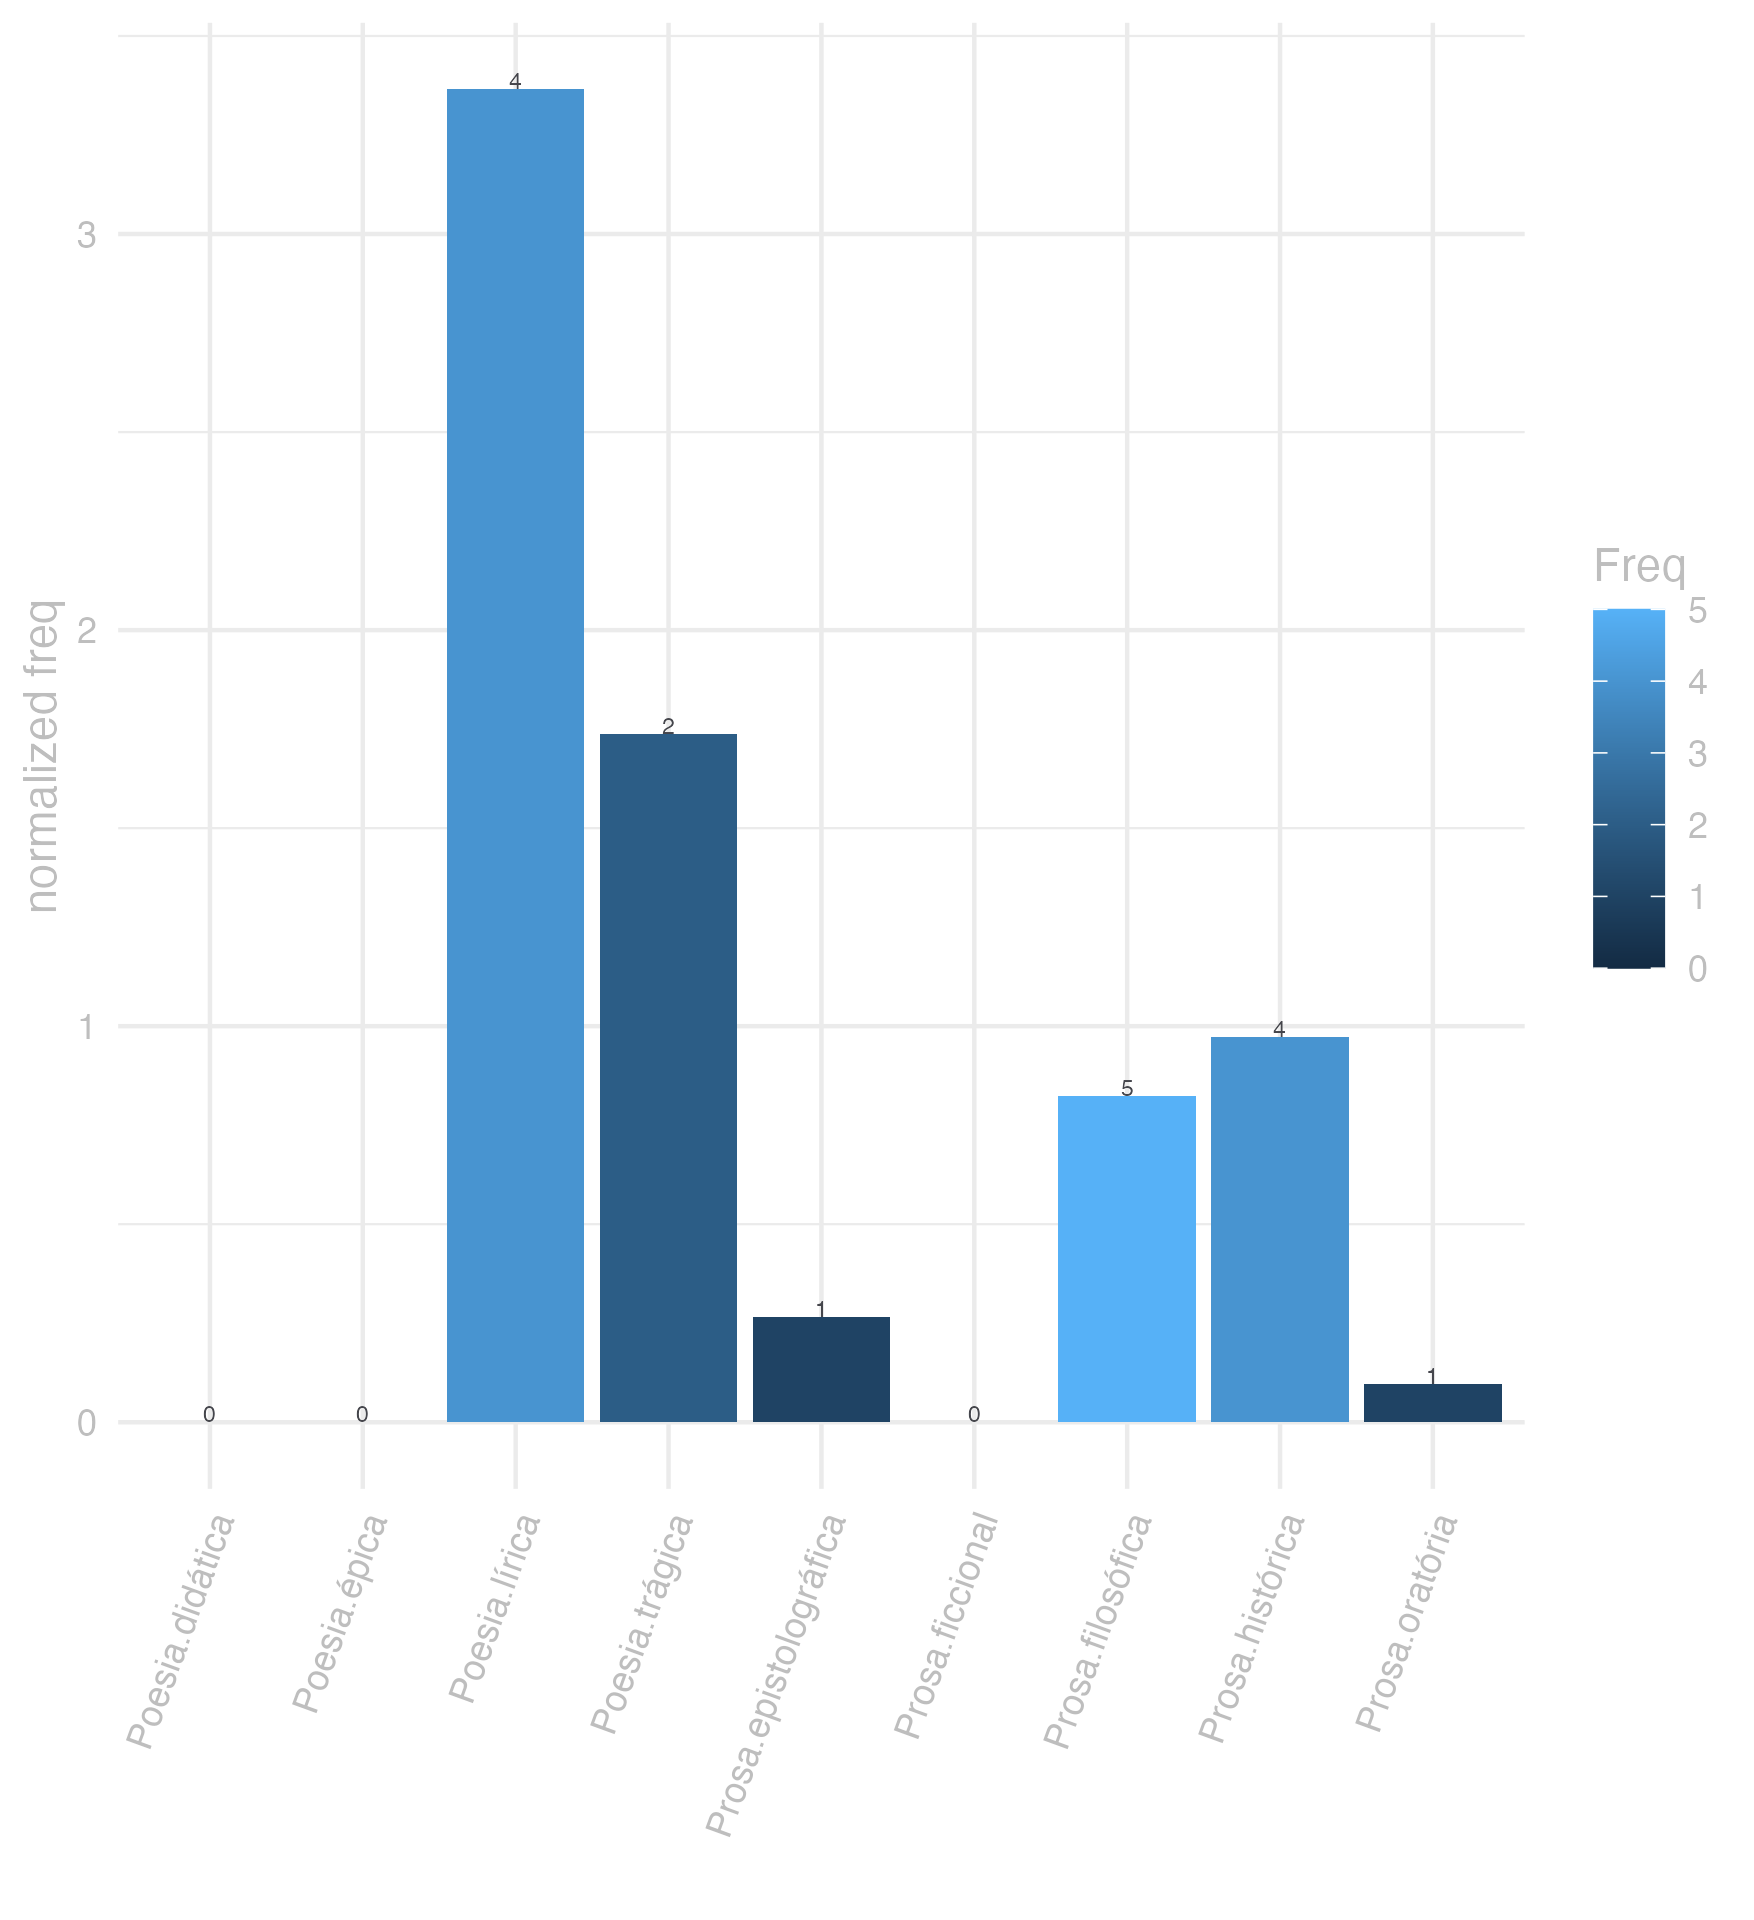 normalized freq
3
2
1
0
0
0
4
2
1
0
5
4
1
Poesia.didática
Poesia.épica
Poesia.lírica
Poesia.trágica
Prosa.epistolográfica
Prosa.ficcional
Prosa.filosófica
Prosa.histórica
Prosa.oratória
Freq
5
4
3
2
1
0